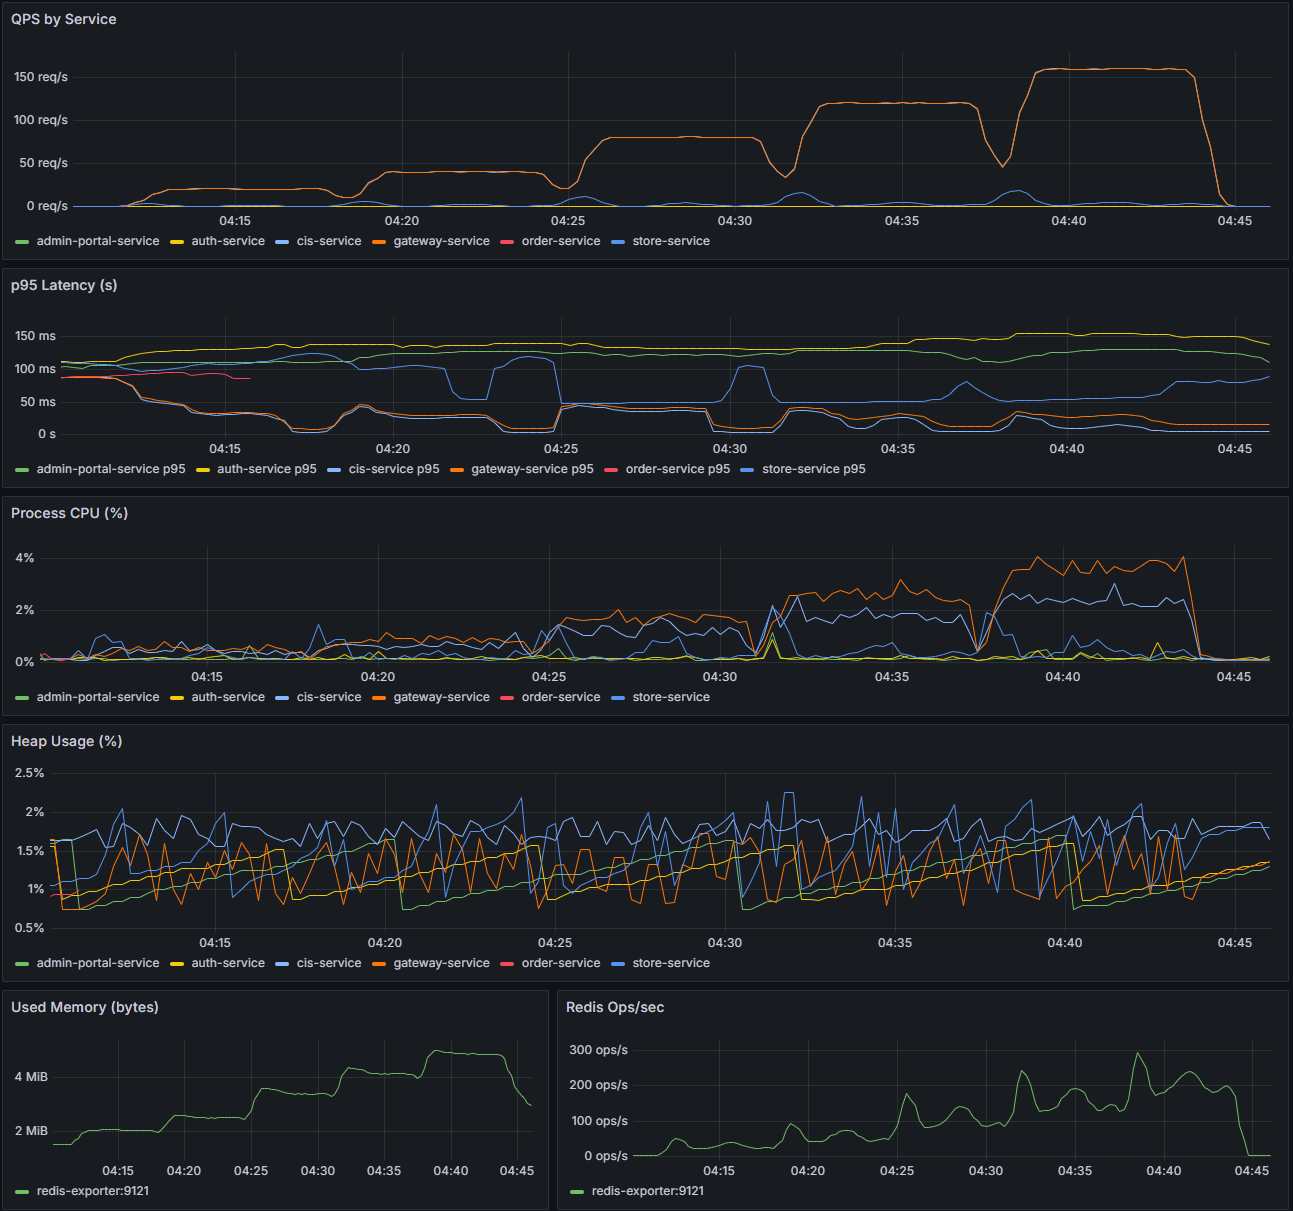 QPS by Service
150 req/s
100 req/s
50 req/s
0 req/s
04:15 04:20 04:25 04:30 04:35 04:40 04:45
admin-portal-service auth-service cis-service gateway-service order-service store-service
p95 Latency (s)
150 ms
100 ms
50 ms
0 s
04:15 04:20 04:25 04:30 04:35 04:40 04:45
admin-portal-service p95 auth-service p95 cis-service p95 gateway-service p95 order-service p95 store-service p95
Process CPU (%)
4%
2%
0%
04:15 04:20 04:25 04:30 04:35 04:40 04:45
admin-portal-service auth-service cis-service gateway-service order-service store-service
Heap Usage (%)
2.5%
2%
1.5%
1%
0.5%
04:15 04:20 04:25 04:30 04:35 04:40 04:45
admin-portal-service auth-service cis-service gateway-service order-service store-service
Used Memory (bytes)
4 MiB
2 MiB
04:15 04:20 04:25 04:30 04:35 04:40 04:45
redis-exporter:9121
Redis Ops/sec
300 ops/s
200 ops/s
100 ops/s
0 ops/s
04:15 04:20 04:25 04:30 04:35 04:40 04:45
redis-exporter:9121